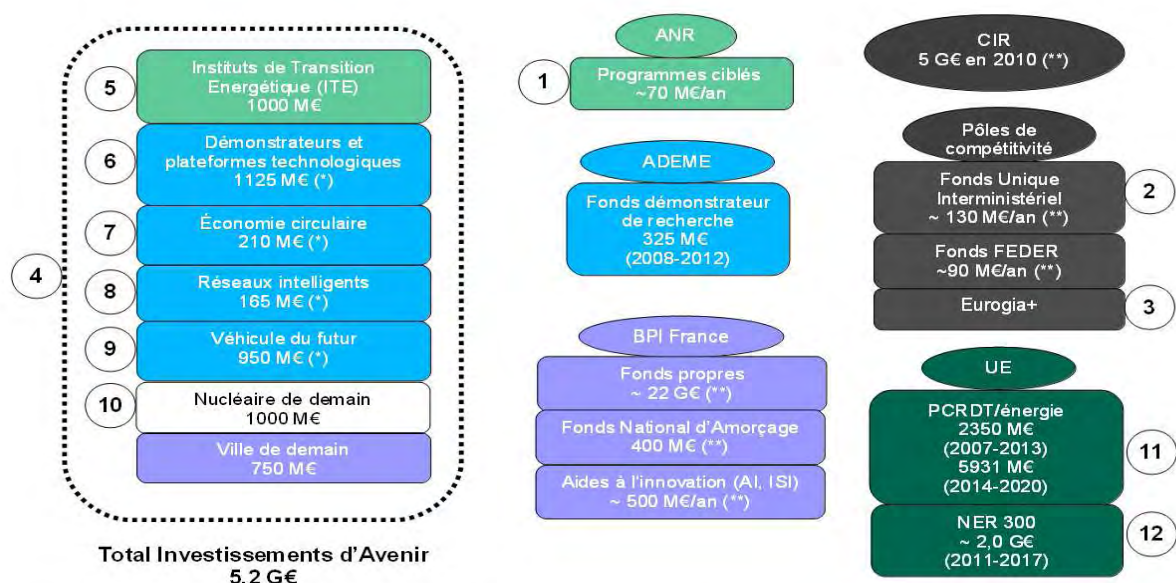 4
5
Instituts de Transition
Energétique (ITE)
1000 M€
6
Démonstrateurs et
plateformes technologiques
1125 M€ (*)
7
Économie circulaire
210 M€ (*)
8
Réseaux intelligents
165 M€ (*)
9
Véhicule du futur
950 M€ (*)
10
Nucléaire de demain
1000 M€
Ville de demain
750 M€
Total Investissements d'Avenir
5,2 G€
ANR
1
Programmes ciblés
~70 M€/an
ADEME
Fonds démonstrateur
de recherche
325 M€
(2008-2012)
BPI France
Fonds propres
~ 22 G€ (**)
Fonds National d'Amorçage
400 M€ (**)
Aides à l'innovation (AI, ISI)
~ 500 M€/an (**)
CIR
5 G€ en 2010 (**)
Pôles de
compétitivité
Fonds Unique
Interministériel
~ 130 M€/an (**)
2
Fonds FEDER
~90 M€/an (**)
Eurogia+
3
UE
PCRDT/énergie
2350 M€
(2007-2013)
5931 M€
(2014-2020)
11
NER 300
~ 2,0 G€
(2011-2017)
12